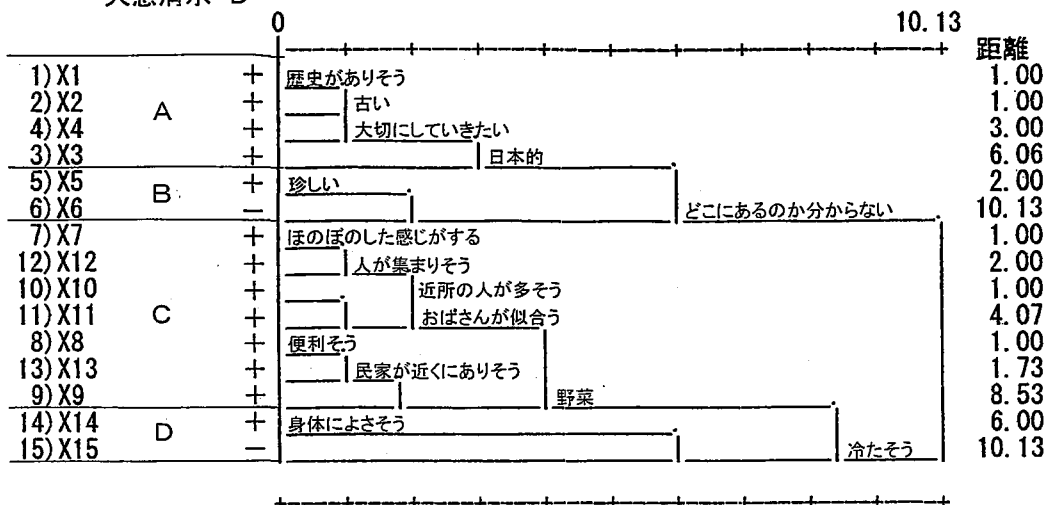 0 10.13
距離
1) X1 + 歴史がありそう 1.00
2) X2 A + 古い 1.00
4) X4 + 大切にしていきたい 3.00
3) X3 + 日本的 6.06
5) X5 B + 珍しい 2.00
6) X6 − どこにあるのか分からない 10.13
7) X7 + ほのぼのした感じがする 1.00
12) X12 + 人が集まりそう 2.00
10) X10 + 近所の人が多そう 1.00
11) X11 C + おばさんが似合う 4.07
8) X8 + 便利そう 1.00
13) X13 + 民家が近くにありそう 1.73
9) X9 + 野菜 8.53
14) X14 D + 身体によさそう 6.00
15) X15 − 冷たそう 10.13